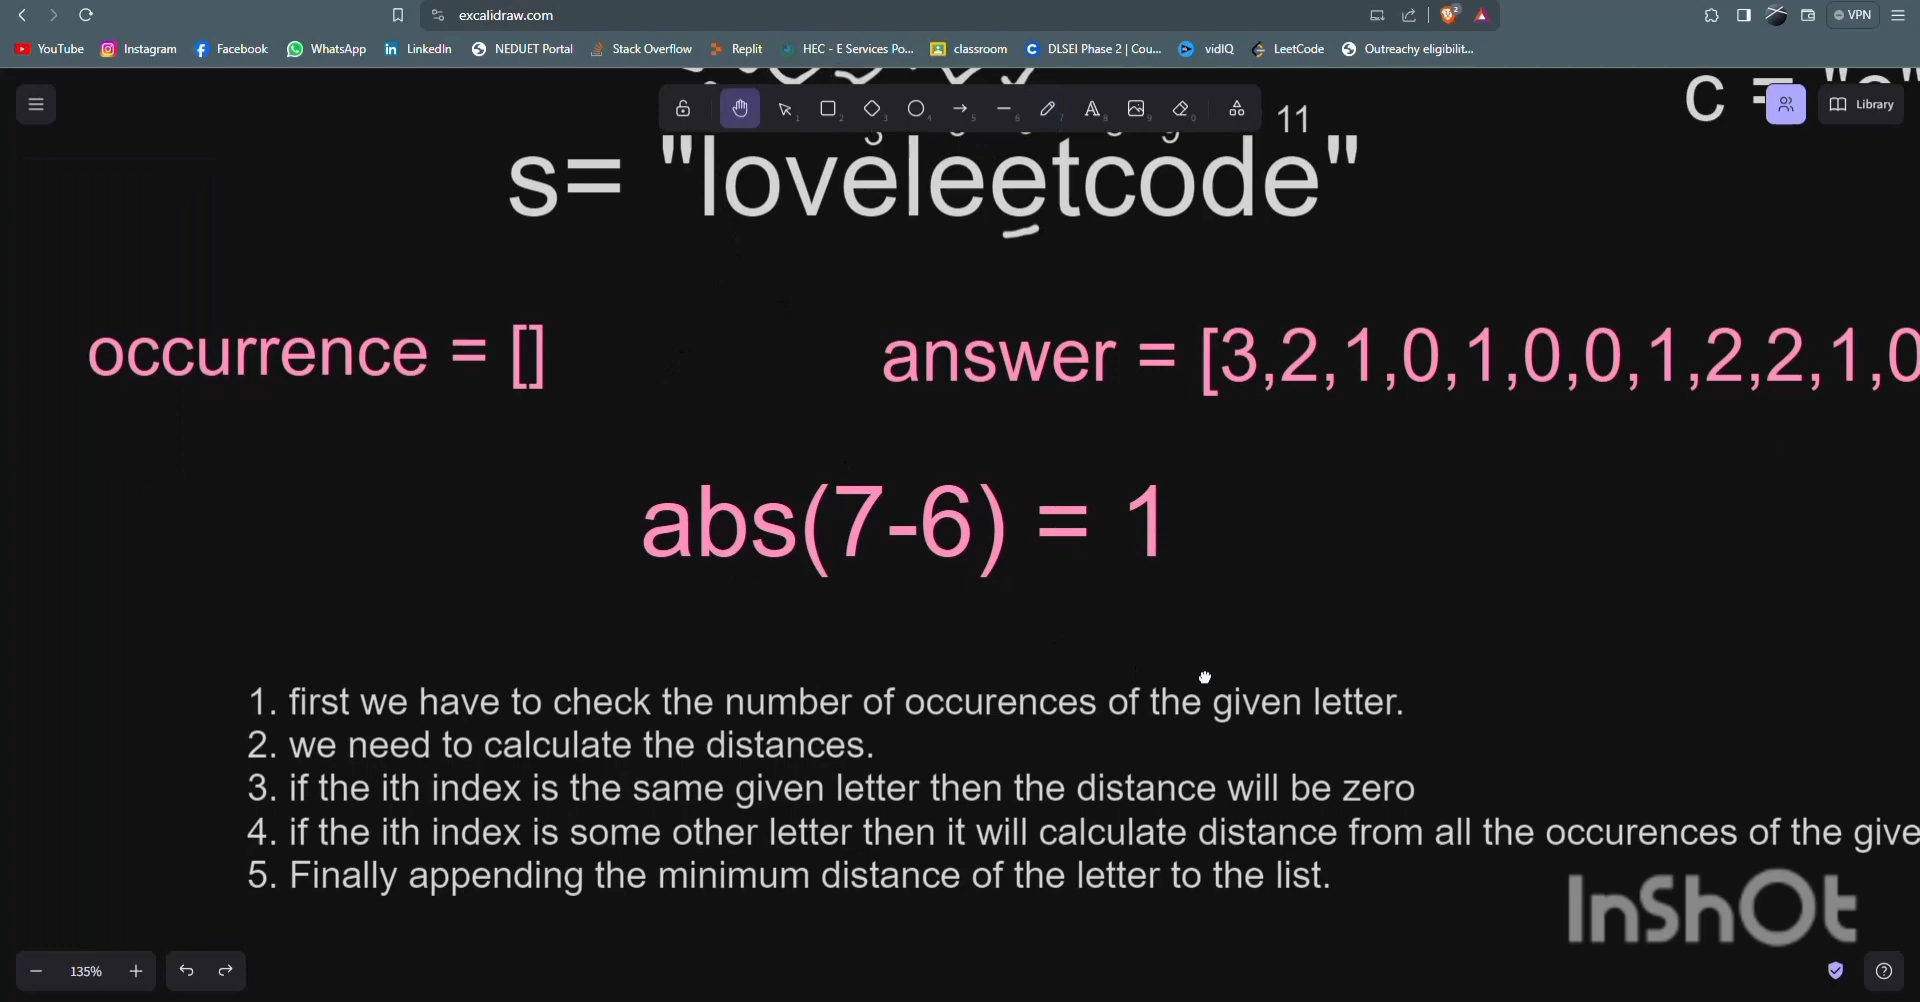 excalidraw.com
VPN
YouTube Instagram Facebook WhatsApp LinkedIn NEDUET Portal Stack Overflow Replit HEC - E Services Po... classroom DLSEI Phase 2 | Cou... vidIQ LeetCode Outreachy eligibilit...
Library
11
s= "loveleetcode"
occurrence = []
answer = [3,2,1,0,1,0,0,1,2,2,1,0
abs(7-6) = 1
1. first we have to check the number of occurences of the given letter.
2. we need to calculate the distances.
3. if the ith index is the same given letter then the distance will be zero
4. if the ith index is some other letter then it will calculate distance from all the occurences of the give
5. Finally appending the minimum distance of the letter to the list.
InShOt
135%